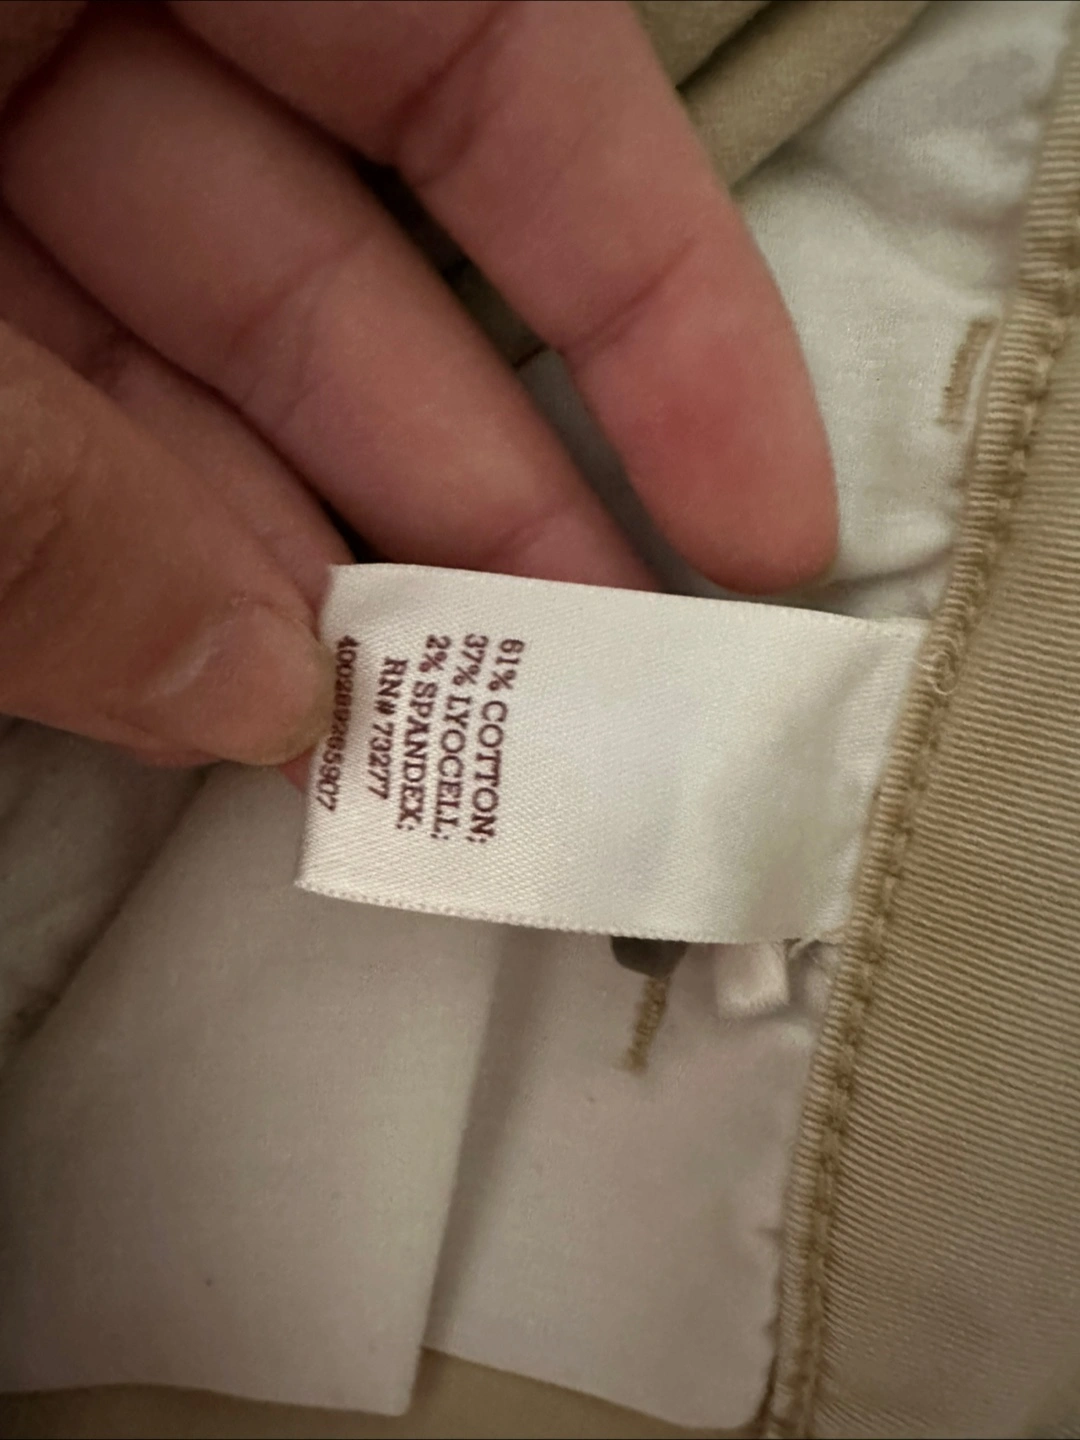 61% COTTON;
37% LYOCELL;
2% SPANDEX;
RN# 73277